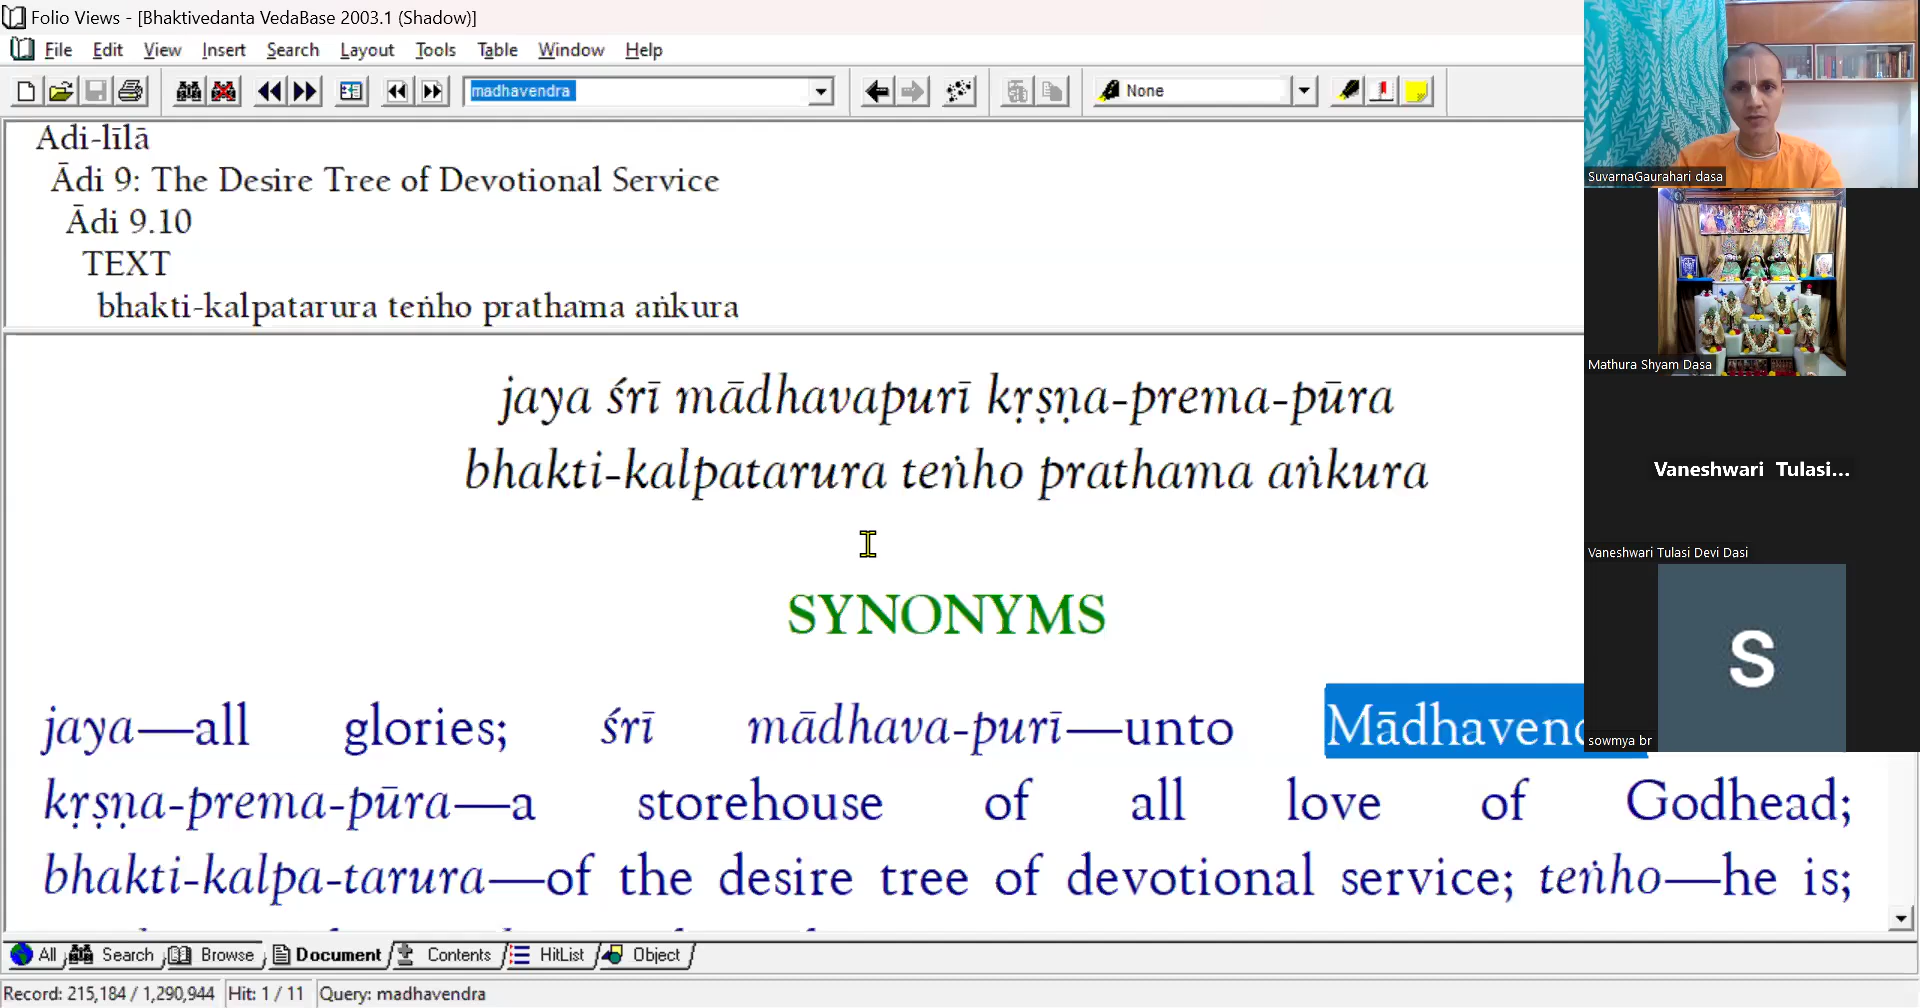 Folio Views - [Bhaktivedanta VedaBase 2003.1 (Shadow)]
File Edit View Insert Search Layout Tools Table Window Help
madhavendra
None
Adi-līlā
Ādi 9: The Desire Tree of Devotional Service
Ādi 9.10
TEXT
bhakti-kalpatarura teṅho prathama aṅkura
jaya śrī mādhavapurī kṛṣṇa-prema-pūra
bhakti-kalpatarura teṅho prathama aṅkura
SYNONYMS
jaya—all glories; śrī mādhava-purī—unto
kṛṣṇa-prema-pūra—a storehouse of all love of Godhead;
bhakti-kalpa-tarura—of the desire tree of devotional service; teṅho—he is;
All Search Browse Document Contents HitList Object
Record: 215,184 / 1,290,944 Hit: 1 / 11 Query: madhavendra
SuvarnaGaurahari dasa
Mathura Shyam Dasa
Vaneshwari Tulasi...
Vaneshwari Tulasi Devi Dasi
S
sowmya br